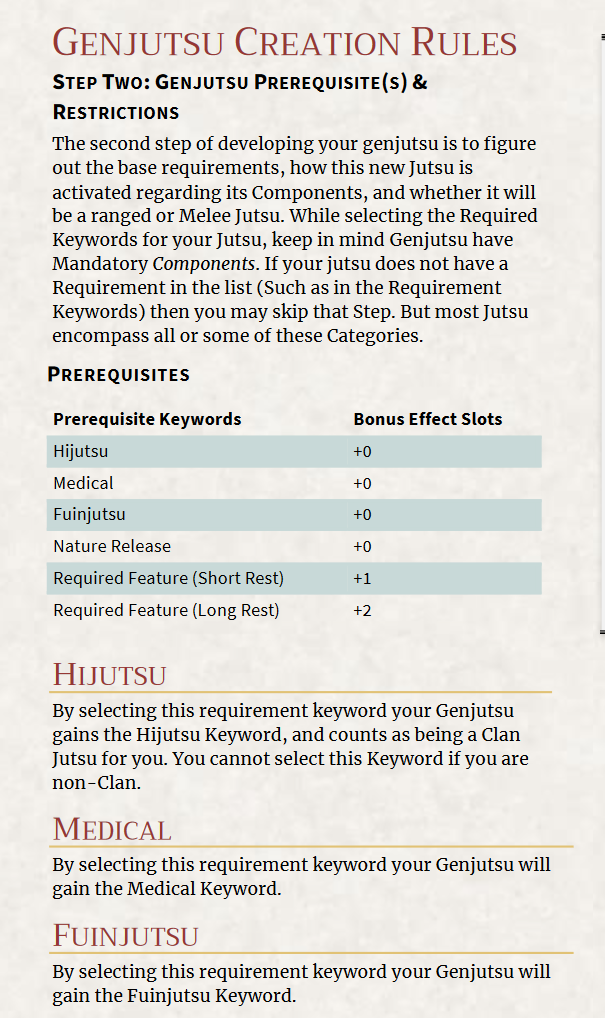 Genjutsu Creation Rules
Step Two: Genjutsu Prerequisite(s) &
Restrictions
The second step of developing your genjutsu is to figure
out the base requirements, how this new Jutsu is
activated regarding its Components, and whether it will
be a ranged or Melee Jutsu. While selecting the Required
Keywords for your Jutsu, keep in mind Genjutsu have
Mandatory Components. If your jutsu does not have a
Requirement in the list (Such as in the Requirement
Keywords) then you may skip that Step. But most Jutsu
encompass all or some of these Categories.
Prerequisites
Prerequisite Keywords Bonus Effect Slots
Hijutsu +0
Medical +0
Fuinjutsu +0
Nature Release +0
Required Feature (Short Rest) +1
Required Feature (Long Rest) +2
Hijutsu
By selecting this requirement keyword your Genjutsu
gains the Hijutsu Keyword, and counts as being a Clan
Jutsu for you. You cannot select this Keyword if you are
non-Clan.
Medical
By selecting this requirement keyword your Genjutsu will
gain the Medical Keyword.
Fuinjutsu
By selecting this requirement keyword your Genjutsu will
gain the Fuinjutsu Keyword.